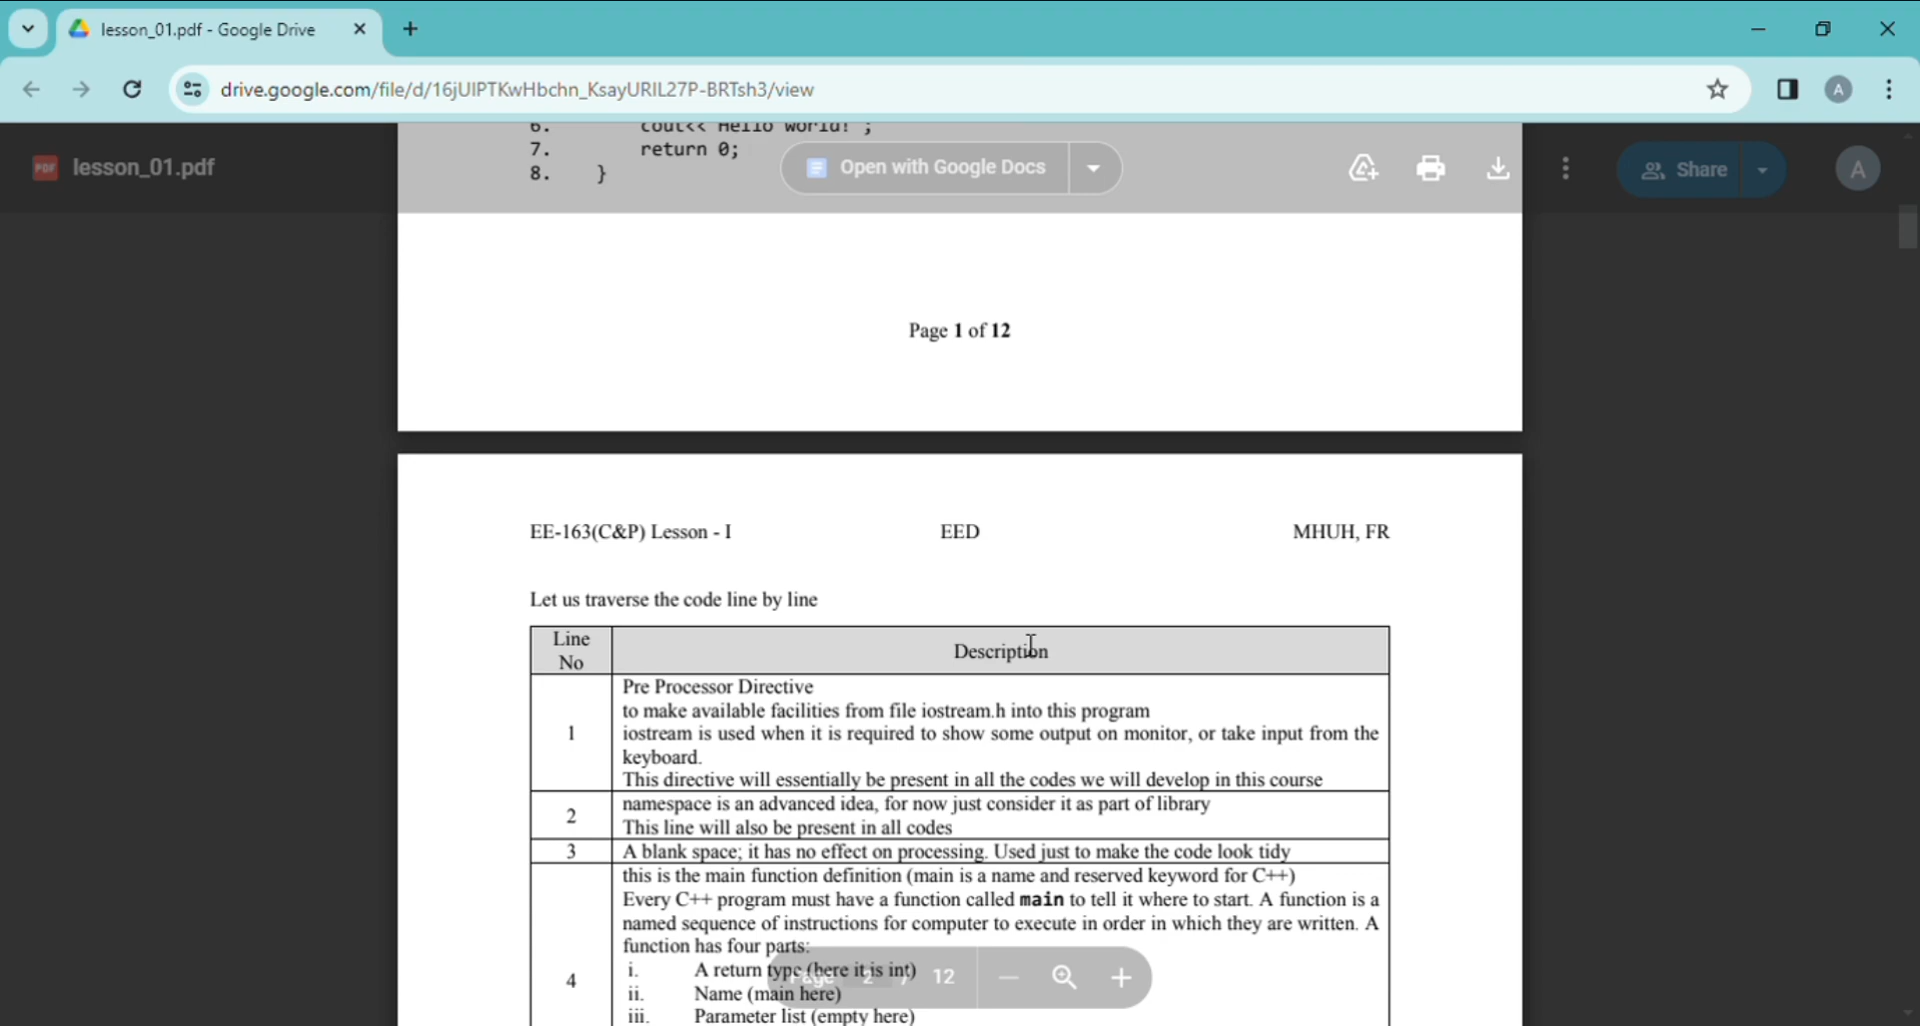 lesson_01.pdf - Google Drive
drive.google.com/file/d/16jUIPTKwHbchn_KsayURIL27P-BRTsh3/view
A
6. cout<< Hello world! ;
7. return 0;
8. }
PDF
lesson_01.pdf
Open with Google Docs
Share
A
Page 1 of 12
EE-163(C&P) Lesson - I EED MHUH, FR
Let us traverse the code line by line
Line
No
Description
1
Pre Processor Directive
to make available facilities from file iostream.h into this program
iostream is used when it is required to show some output on monitor, or take input from the
keyboard.
This directive will essentially be present in all the codes we will develop in this course
2
namespace is an advanced idea, for now just consider it as part of library
This line will also be present in all codes
3
A blank space; it has no effect on processing. Used just to make the code look tidy
4
this is the main function definition (main is a name and reserved keyword for C++)
Every C++ program must have a function called main to tell it where to start. A function is a
named sequence of instructions for computer to execute in order in which they are written. A
function has four parts:
i. A return type (here it is int)
ii. Name (main here)
iii. Parameter list (empty here)
Page 2 / 12